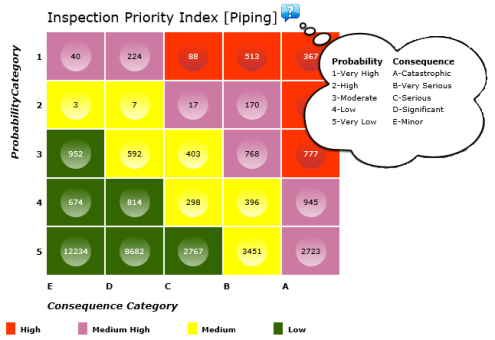 Inspection Priority Index [Piping] ?
Probability Consequence
1-Very High A-Catastrophic
2-High B-Very Serious
3-Moderate C-Serious
4-Low D-Significant
5-Very Low E-Minor
ProbabilityCategory
1 40 224 88 513 367
2 3 7 17 170
3 952 592 403 768 777
4 674 814 298 396 945
5 12234 8682 2767 3451 2723
E D C B A
Consequence Category
High Medium High Medium Low